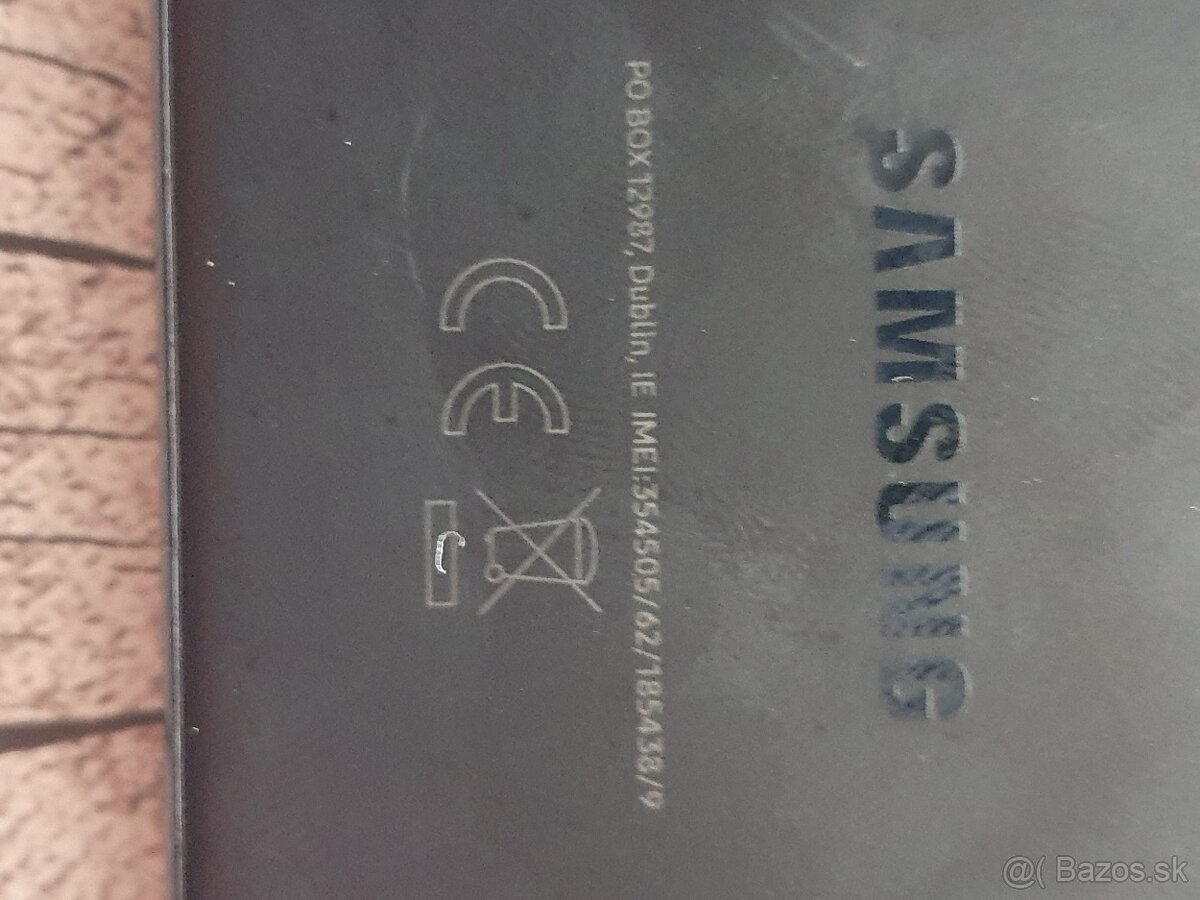 SAMSUNG
PO BOX 12987, Dublin, IE IMEI:354505/62/185438/9
CE
@( Bazos.sk